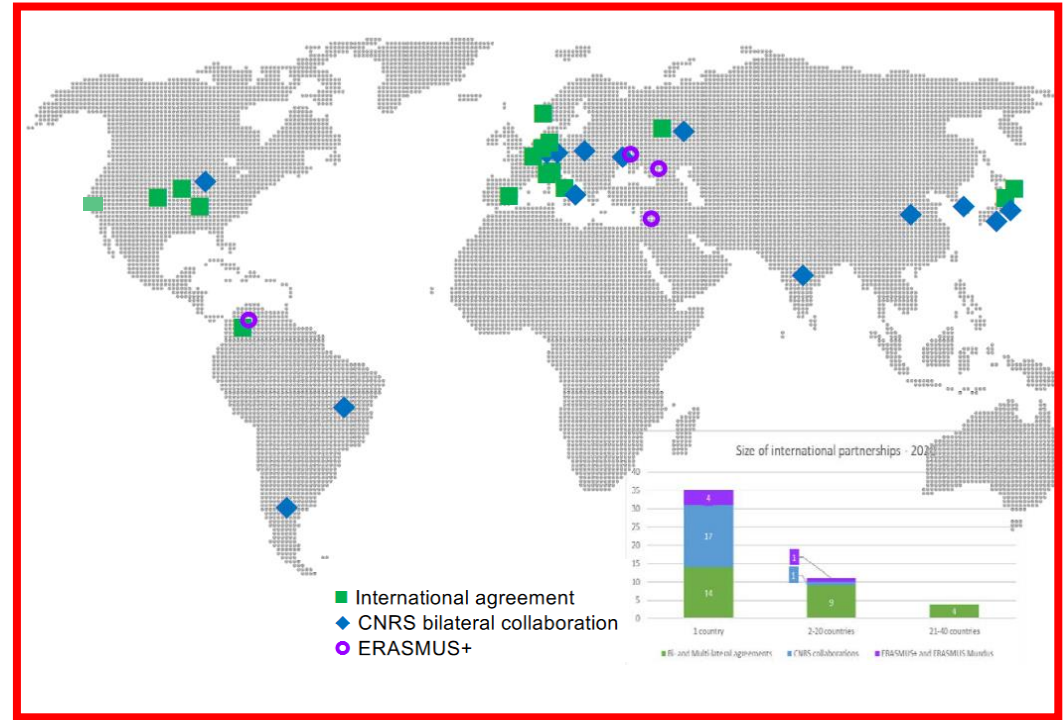 Size of international partnerships - 202
40
35
30
25
20
15
10
5
0
4
17
14
1
1
9
4
1 country
2-20 countries
21-40 countries
Bi- and Multi-lateral agreements
CNRS collaborations
ERASMUS+ and ERASMUS Mundus
International agreement
CNRS bilateral collaboration
ERASMUS+